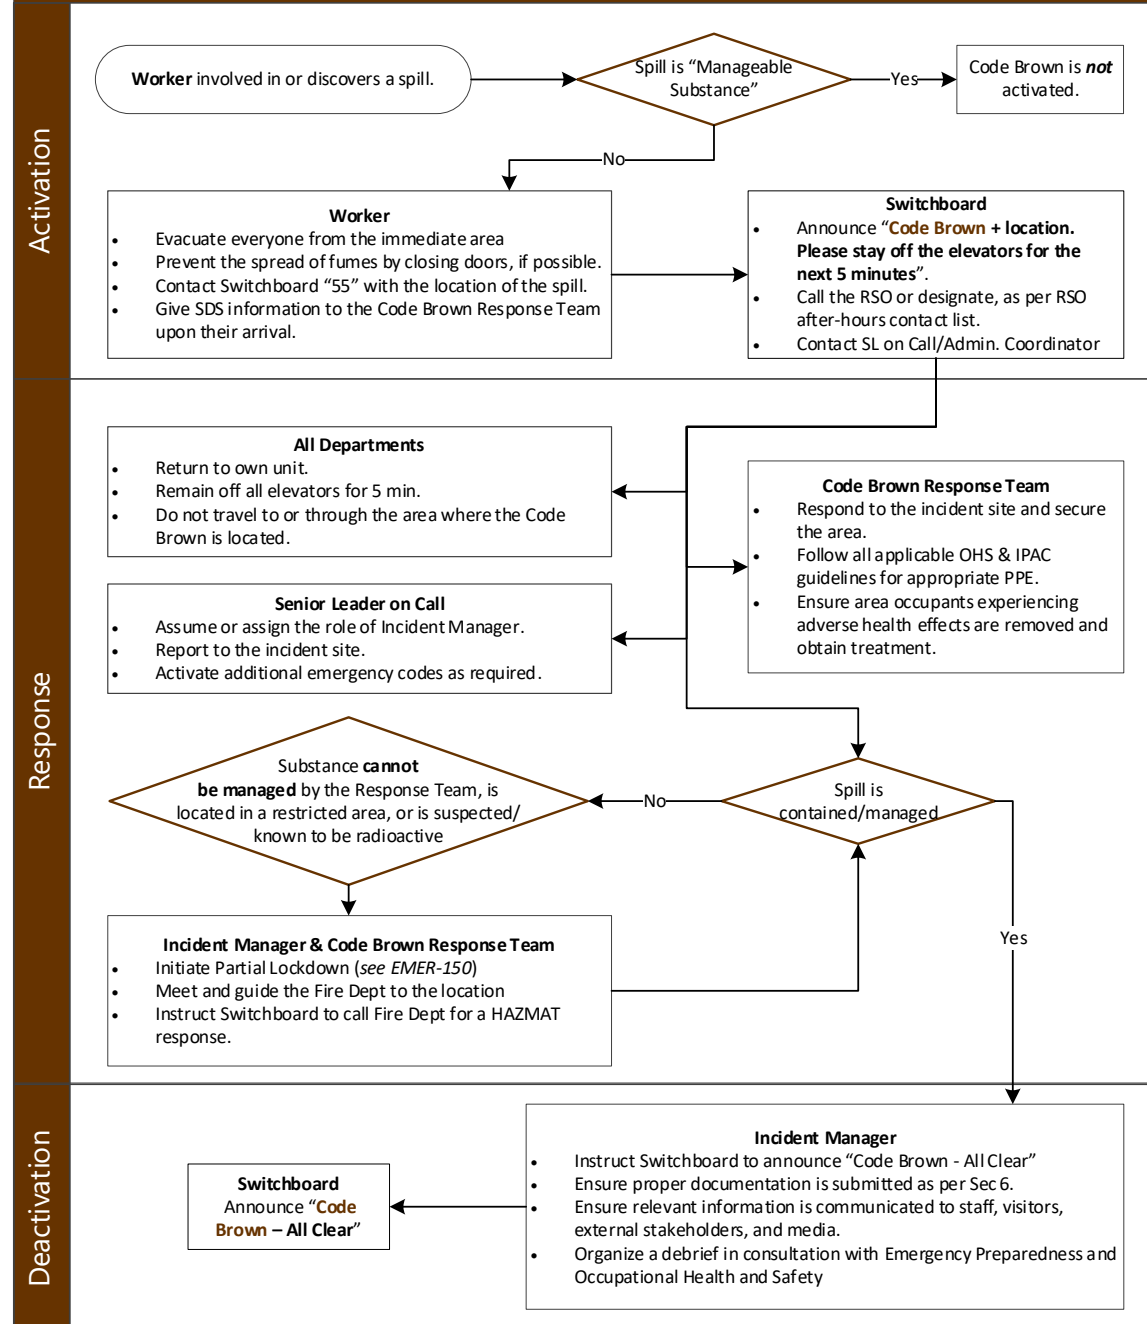 Activation
Worker involved in or discovers a spill.
Spill is “Manageable
Substance”
Yes
Code Brown is not
activated.
No
Worker
• Evacuate everyone from the immediate area
• Prevent the spread of fumes by closing doors, if possible.
• Contact Switchboard “55” with the location of the spill.
• Give SDS information to the Code Brown Response Team
upon their arrival.
Switchboard
• Announce “Code Brown + location.
Please stay off the elevators for the
next 5 minutes”.
• Call the RSO or designate, as per RSO
after-hours contact list.
• Contact SL on Call/Admin. Coordinator
Response
All Departments
• Return to own unit.
• Remain off all elevators for 5 min.
• Do not travel to or through the area where the Code
Brown is located.
Code Brown Response Team
• Respond to the incident site and secure
the area.
• Follow all applicable OHS & IPAC
guidelines for appropriate PPE.
• Ensure area occupants experiencing
adverse health effects are removed and
obtain treatment.
Senior Leader on Call
• Assume or assign the role of Incident Manager.
• Report to the incident site.
• Activate additional emergency codes as required.
Substance cannot
be managed by the Response Team, is
located in a restricted area, or is suspected/
known to be radioactive
No
Spill is
contained/managed
Incident Manager & Code Brown Response Team
• Initiate Partial Lockdown (see EMER-150)
• Meet and guide the Fire Dept to the location
• Instruct Switchboard to call Fire Dept for a HAZMAT
response.
Yes
Deactivation
Switchboard
Announce “Code
Brown – All Clear”
Incident Manager
• Instruct Switchboard to announce “Code Brown - All Clear”
• Ensure proper documentation is submitted as per Sec 6.
• Ensure relevant information is communicated to staff, visitors,
external stakeholders, and media.
• Organize a debrief in consultation with Emergency Preparedness and
Occupational Health and Safety